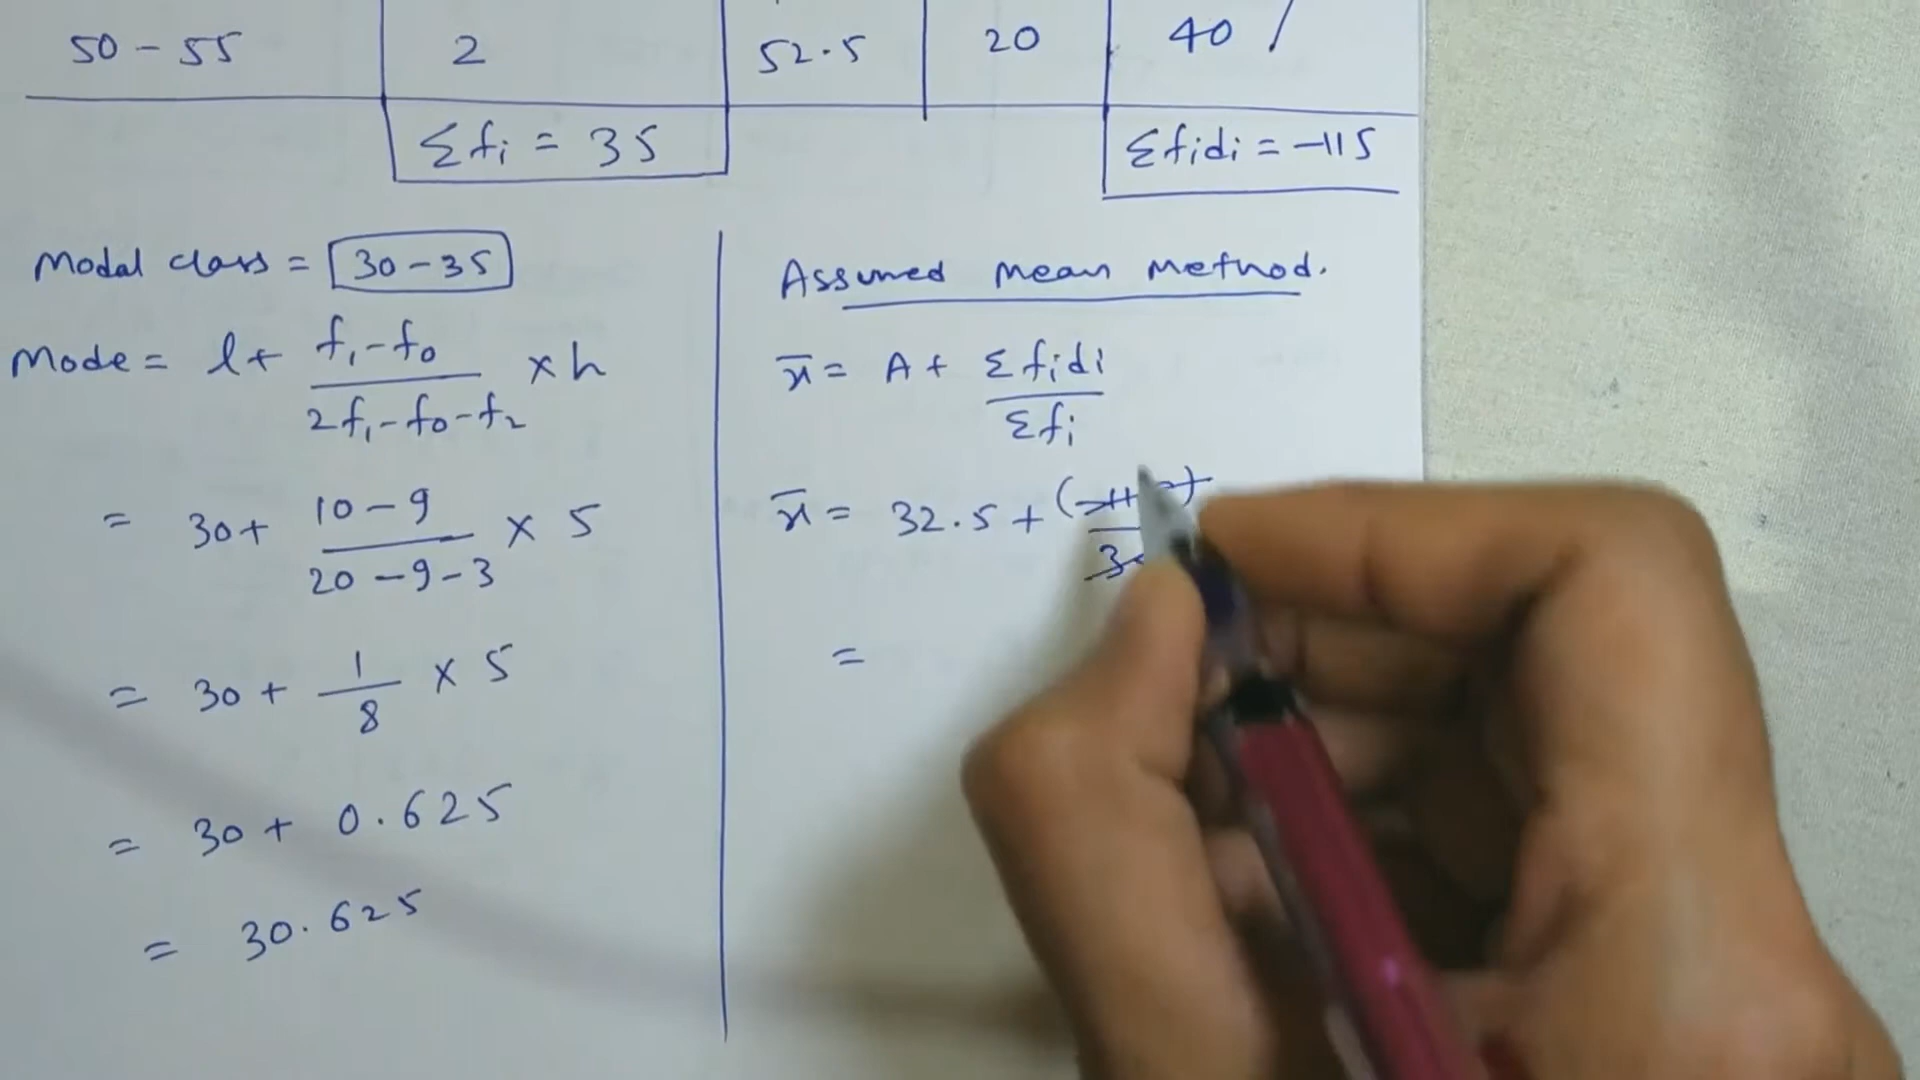 50 - 55 2 52.5 20 40 /
Σfi = 35 Σfidi = -115
Modal class = 30-35
Mode = l + f₁-f₀ / 2f₁-f₀-f₂ × h
= 30 + 10-9 / 20-9-3 × 5
= 30 + 1/8 × 5
= 30 + 0.625
= 30.625
Assumed mean method.
x̄ = A + Σfidi / Σfi
x̄ = 32.5 +
=